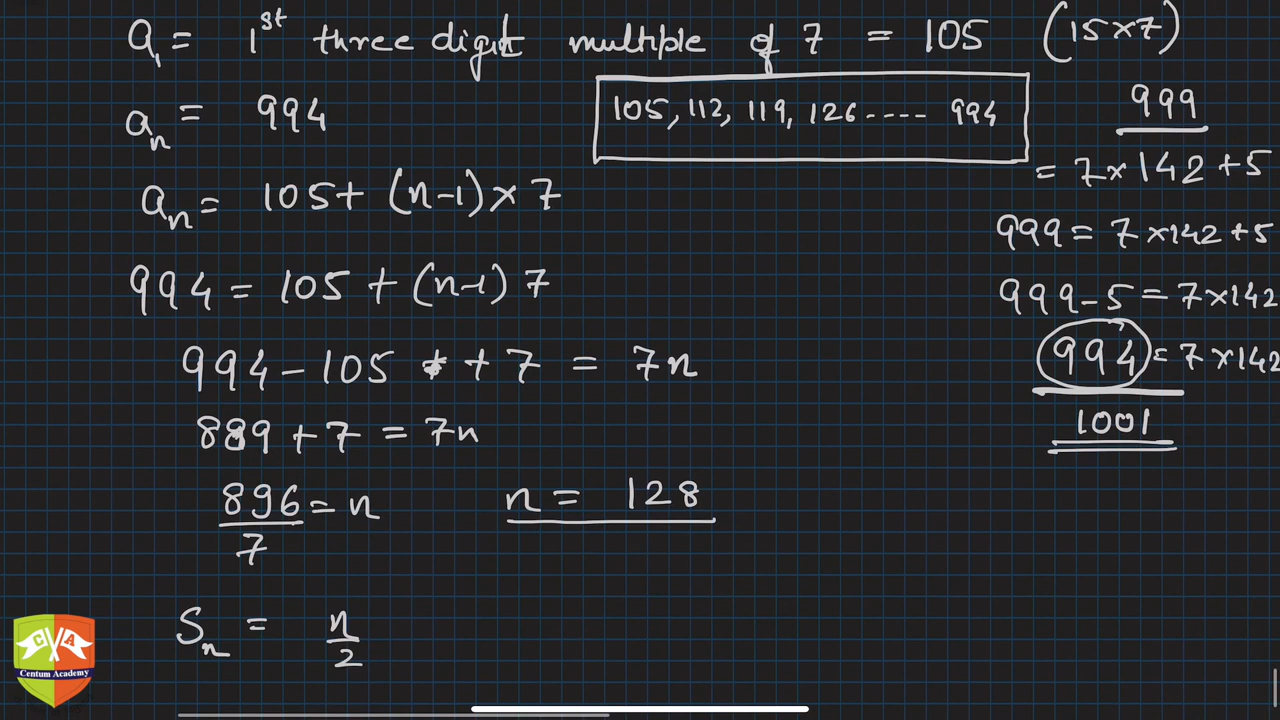 a₁ = 1ˢᵗ three digit multiple of 7 = 105 (15×7)
aₙ = 994
105, 112, 119, 126 ---- 994
999
= 7×142+5
aₙ = 105+ (n-1)×7
999 = 7×142+5
994 = 105 + (n-1) 7
999-5 = 7×142
994 - 105 + 7 = 7n
994 = 7×142
1001
889 + 7 = 7n
896/7 = n
n = 128
Sₙ = n/2
C A
Centum Academy